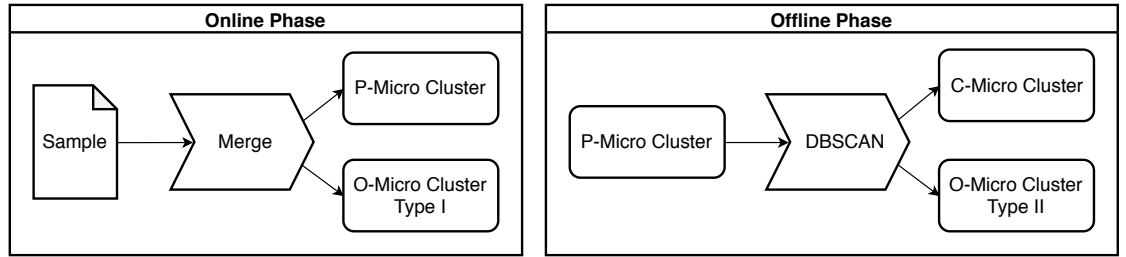 Online Phase
Sample
Merge
P-Micro Cluster
O-Micro Cluster
Type I
Offline Phase
P-Micro Cluster
DBSCAN
C-Micro Cluster
O-Micro Cluster
Type II